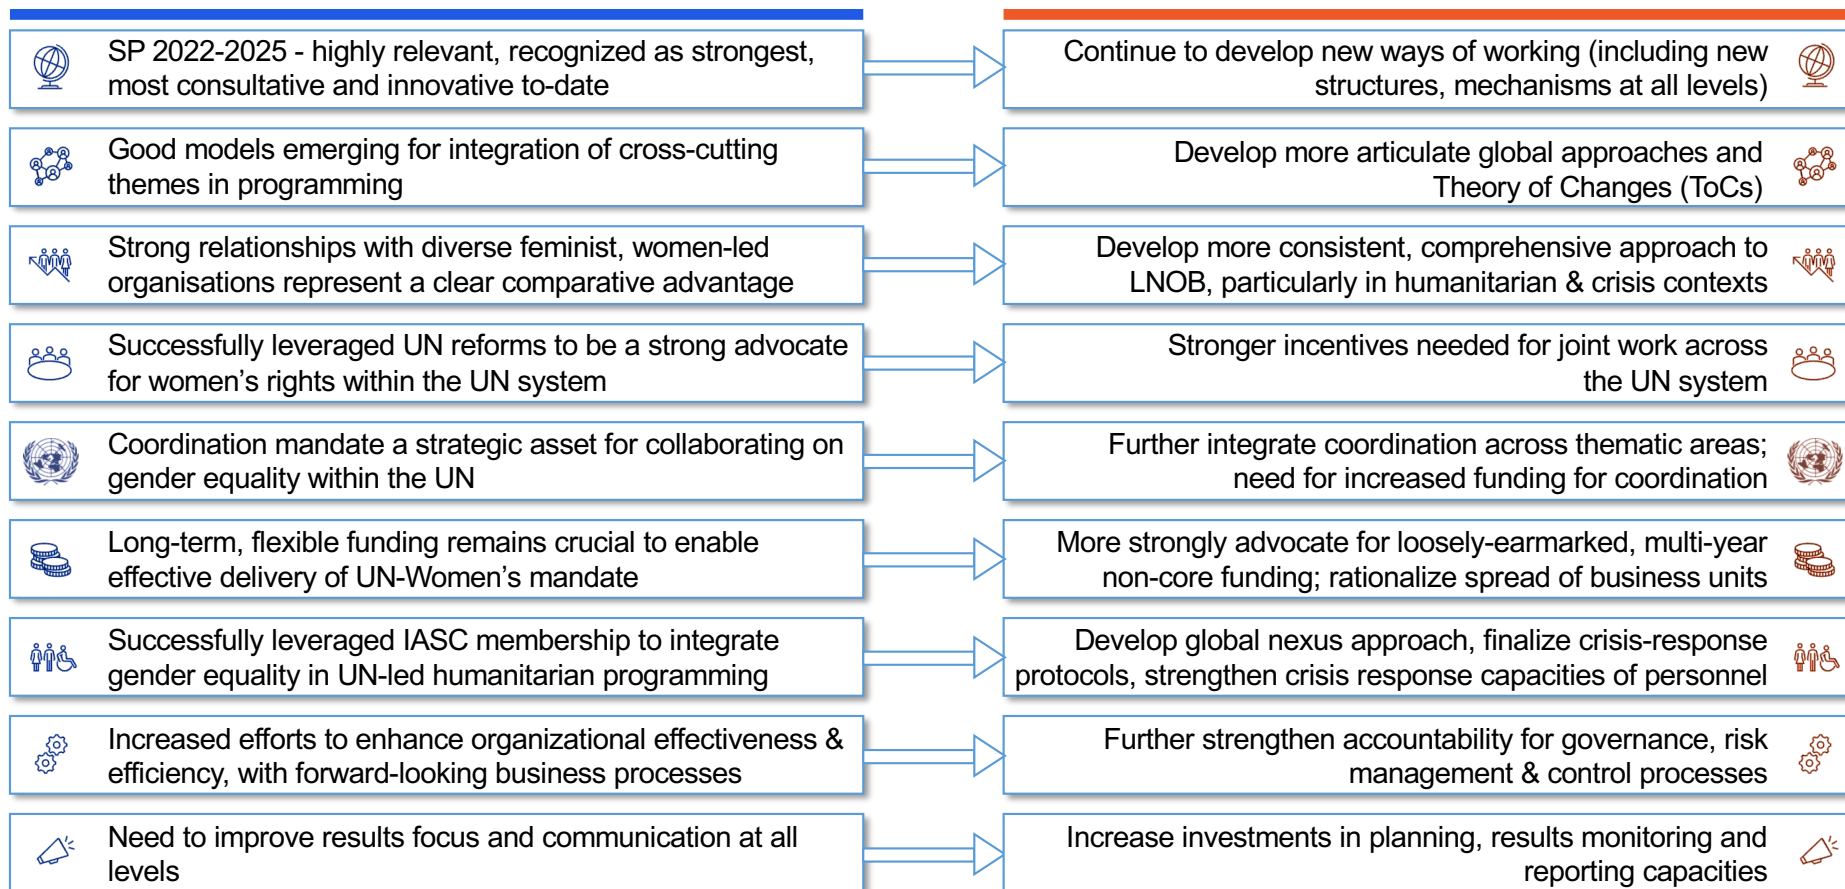 SP 2022-2025 - highly relevant, recognized as strongest,
most consultative and innovative to-date
Continue to develop new ways of working (including new
structures, mechanisms at all levels)
Good models emerging for integration of cross-cutting
themes in programming
Develop more articulate global approaches and
Theory of Changes (ToCs)
Strong relationships with diverse feminist, women-led
organisations represent a clear comparative advantage
Develop more consistent, comprehensive approach to
LNOB, particularly in humanitarian & crisis contexts
Successfully leveraged UN reforms to be a strong advocate
for women's rights within the UN system
Stronger incentives needed for joint work across
the UN system
Coordination mandate a strategic asset for collaborating on
gender equality within the UN
Further integrate coordination across thematic areas;
need for increased funding for coordination
Long-term, flexible funding remains crucial to enable
effective delivery of UN-Women's mandate
More strongly advocate for loosely-earmarked, multi-year
non-core funding; rationalize spread of business units
Successfully leveraged IASC membership to integrate
gender equality in UN-led humanitarian programming
Develop global nexus approach, finalize crisis-response
protocols, strengthen crisis response capacities of personnel
Increased efforts to enhance organizational effectiveness &
efficiency, with forward-looking business processes
Further strengthen accountability for governance, risk
management & control processes
Need to improve results focus and communication at all
levels
Increase investments in planning, results monitoring and
reporting capacities